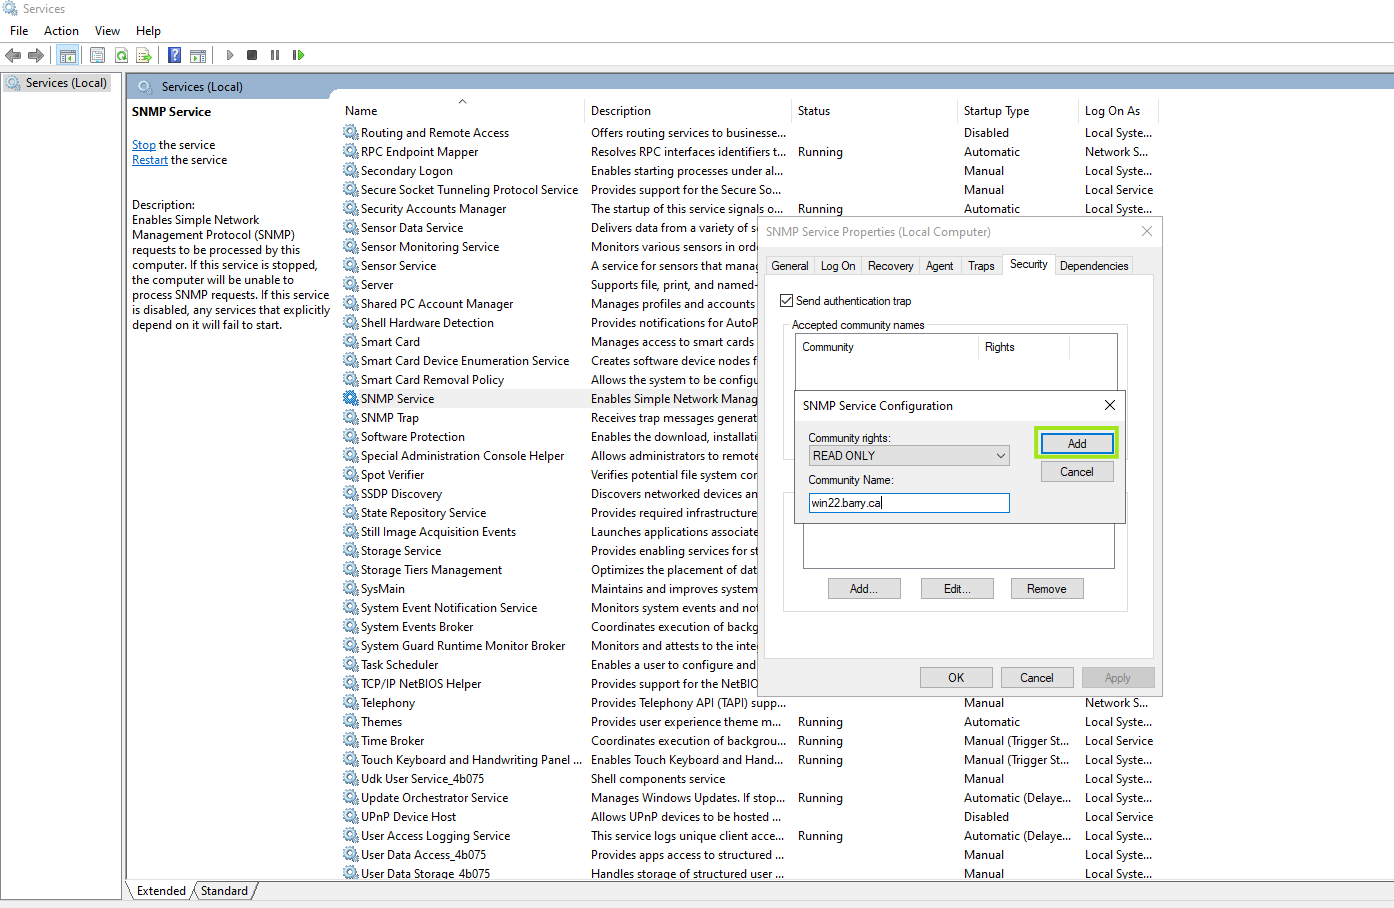 Services
File Action View Help
Services (Local)
Services (Local)
SNMP Service
Stop the service
Restart the service
Description:
Enables Simple Network
Management Protocol (SNMP)
requests to be processed by this
computer. If this service is stopped,
the computer will be unable to
process SNMP requests. If this service
is disabled, any services that explicitly
depend on it will fail to start.
Name Description Status Startup Type Log On As
Routing and Remote Access Offers routing services to businesse... Disabled Local Syste...
RPC Endpoint Mapper Resolves RPC interfaces identifiers t... Running Automatic Network S...
Secondary Logon Enables starting processes under al... Manual Local Syste...
Secure Socket Tunneling Protocol Service Provides support for the Secure So... Manual Local Service
Security Accounts Manager The startup of this service signals o... Running Automatic Local Syste...
Sensor Data Service Delivers data from a variety of s
Sensor Monitoring Service Monitors various sensors in ord
Sensor Service A service for sensors that mana
Server Supports file, print, and named-
Shared PC Account Manager Manages profiles and accounts
Shell Hardware Detection Provides notifications for AutoP
Smart Card Manages access to smart cards
Smart Card Device Enumeration Service Creates software device nodes f
Smart Card Removal Policy Allows the system to be configu
SNMP Service Enables Simple Network Manag
SNMP Trap Receives trap messages generat
Software Protection Enables the download, installati
Special Administration Console Helper Allows administrators to remote
Spot Verifier Verifies potential file system cor
SSDP Discovery Discovers networked devices an
State Repository Service Provides required infrastructure
Still Image Acquisition Events Launches applications associate
Storage Service Provides enabling services for st
Storage Tiers Management Optimizes the placement of dat
SysMain Maintains and improves system
System Event Notification Service Monitors system events and not
System Events Broker Coordinates execution of backg
System Guard Runtime Monitor Broker Monitors and attests to the inte
Task Scheduler Enables a user to configure and
TCP/IP NetBIOS Helper Provides support for the NetBIO
Telephony Provides Telephony API (TAPI) supp... Manual Network S...
Themes Provides user experience theme m... Running Automatic Local Syste...
Time Broker Coordinates execution of backgrou... Running Manual (Trigger St... Local Service
Touch Keyboard and Handwriting Panel ... Enables Touch Keyboard and Hand... Running Manual (Trigger St... Local Syste...
Udk User Service_4b075 Shell components service Manual Local Syste...
Update Orchestrator Service Manages Windows Updates. If stop... Running Automatic (Delaye... Local Syste...
UPnP Device Host Allows UPnP devices to be hosted ... Disabled Local Service
User Access Logging Service This service logs unique client acce... Running Automatic (Delaye... Local Syste...
User Data Access_4b075 Provides apps access to structured ... Manual Local Syste...
User Data Storage_4b075 Handles storage of structured user ... Manual Local Syste...
Extended Standard
SNMP Service Properties (Local Computer)
General Log On Recovery Agent Traps Security Dependencies
Send authentication trap
Accepted community names
Community Rights
SNMP Service Configuration
Community rights:
READ ONLY
Community Name:
win22.barry.ca
Add
Cancel
Add... Edit... Remove
OK Cancel Apply